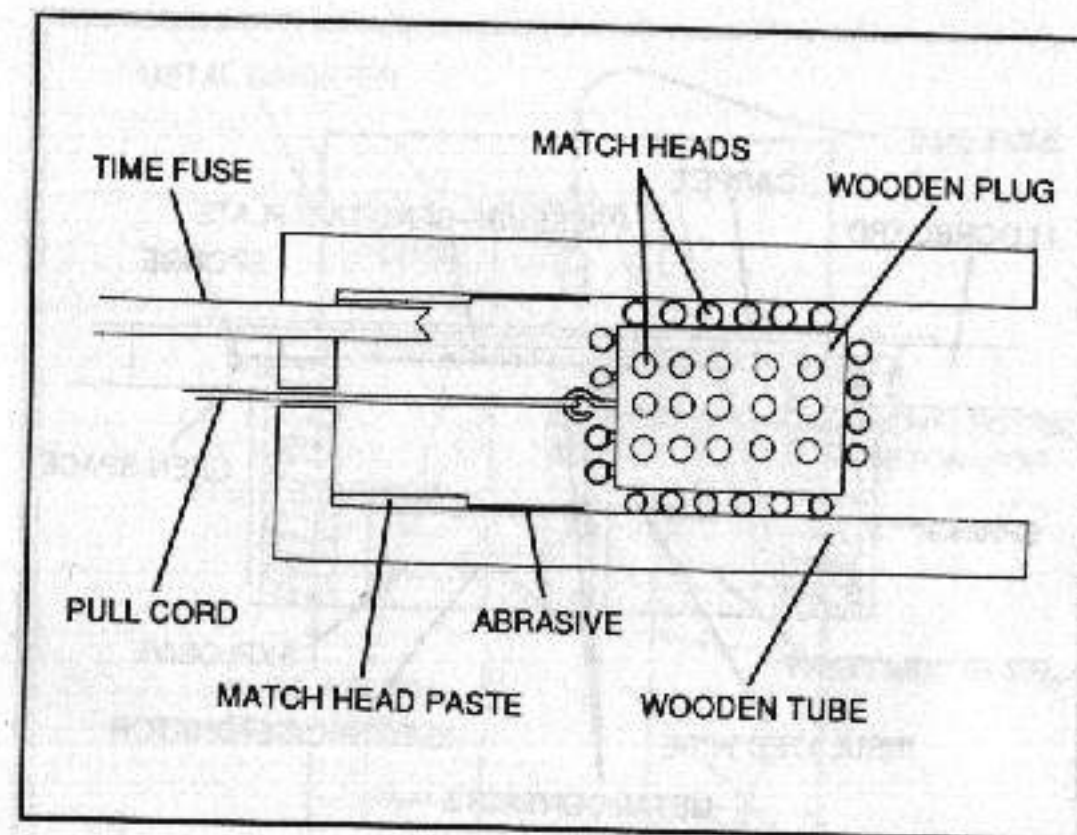 MATCH HEADS
TIME FUSE
WOODEN PLUG
PULL CORD
ABRASIVE
MATCH HEAD PASTE
WOODEN TUBE